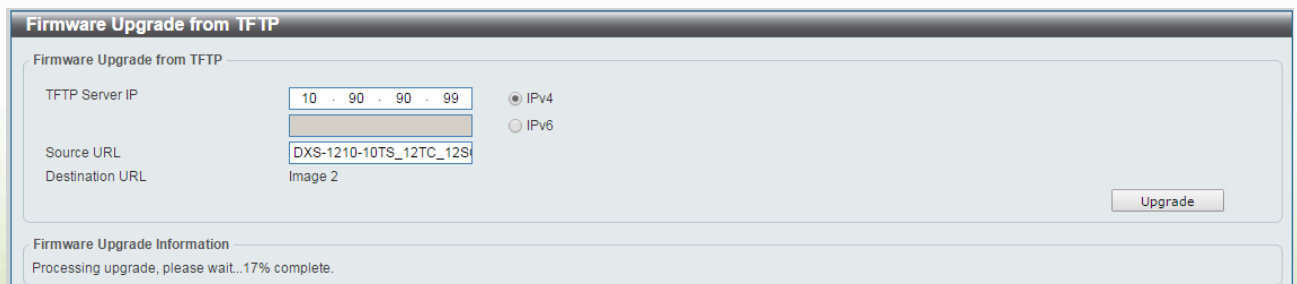 Firmware Upgrade from TFTP
Firmware Upgrade from TFTP
TFTP Server IP 10 . 90 . 90 . 99 IPv4
IPv6
Source URL DXS-1210-10TS_12TC_12S
Destination URL Image 2
Upgrade
Firmware Upgrade Information
Processing upgrade, please wait...17% complete.